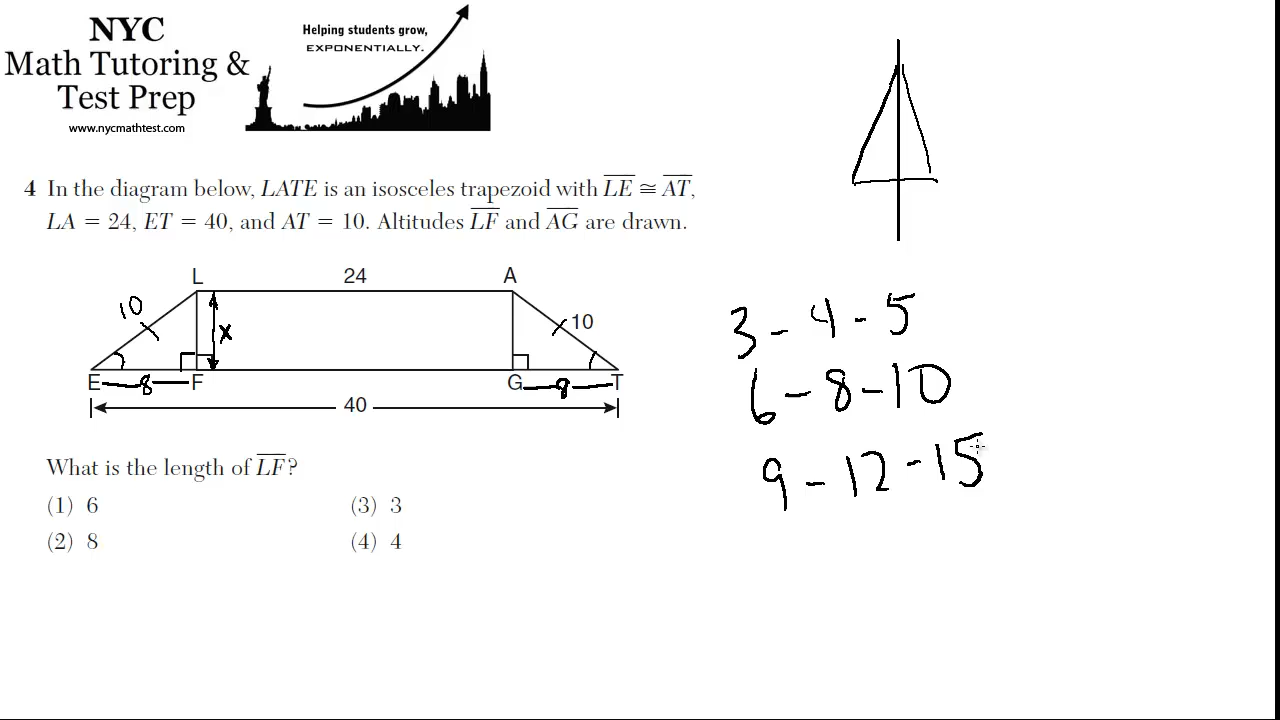 NYC
Math Tutoring &
Test Prep
www.nycmathtest.com
Helping students grow,
EXPONENTIALLY.
4 In the diagram below, LATE is an isosceles trapezoid with LE ≅ AT,
LA = 24, ET = 40, and AT = 10. Altitudes LF and AG are drawn.
L 24 A
10 x 10
E 8 F G 8 T
40
What is the length of LF?
(1) 6 (3) 3
(2) 8 (4) 4
3 - 4 - 5
6 - 8 - 10
9 - 12 - 15